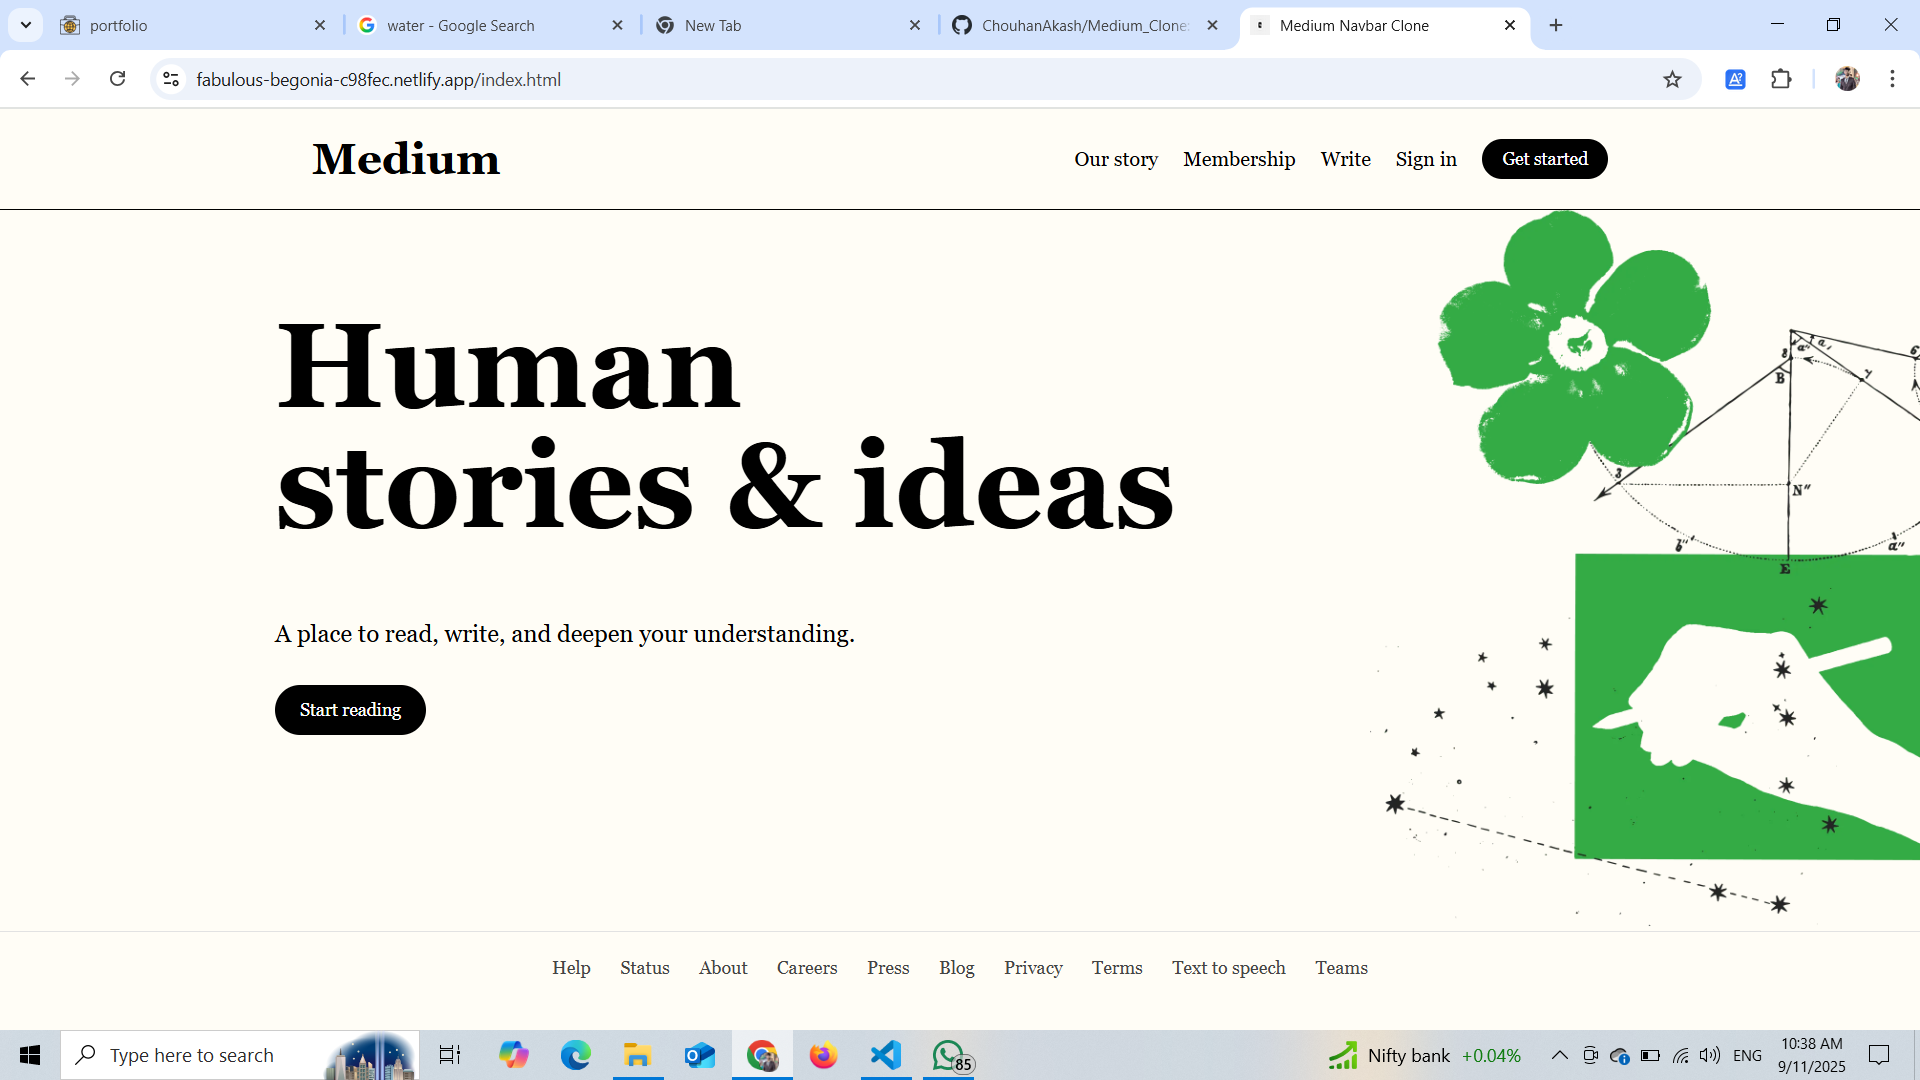 portfolio
water - Google Search
New Tab
ChouhanAkash/Medium_Clone:
Medium Navbar Clone
fabulous-begonia-c98fec.netlify.app/index.html
Medium
Our story
Membership
Write
Sign in
Get started
Human
stories & ideas
A place to read, write, and deepen your understanding.
Start reading
B
N″
b″
a″
E
Help
Status
About
Careers
Press
Blog
Privacy
Terms
Text to speech
Teams
Type here to search
85
Nifty bank +0.04%
ENG
10:38 AM
9/11/2025